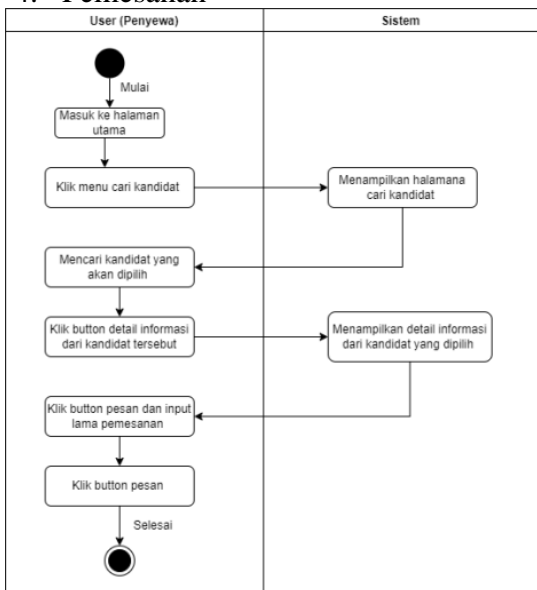 4. Pemesanan
User (Penyewa)
Sistem
Mulai
Masuk ke halaman
utama
Klik menu cari kandidat
Menampilkan halamana
cari kandidat
Mencari kandidat yang
akan dipilih
Klik button detail informasi
dari kandidat tersebut
Menampilkan detail informasi
dari kandidat yang dipilih
Klik button pesan dan input
lama pemesanan
Klik button pesan
Selesai